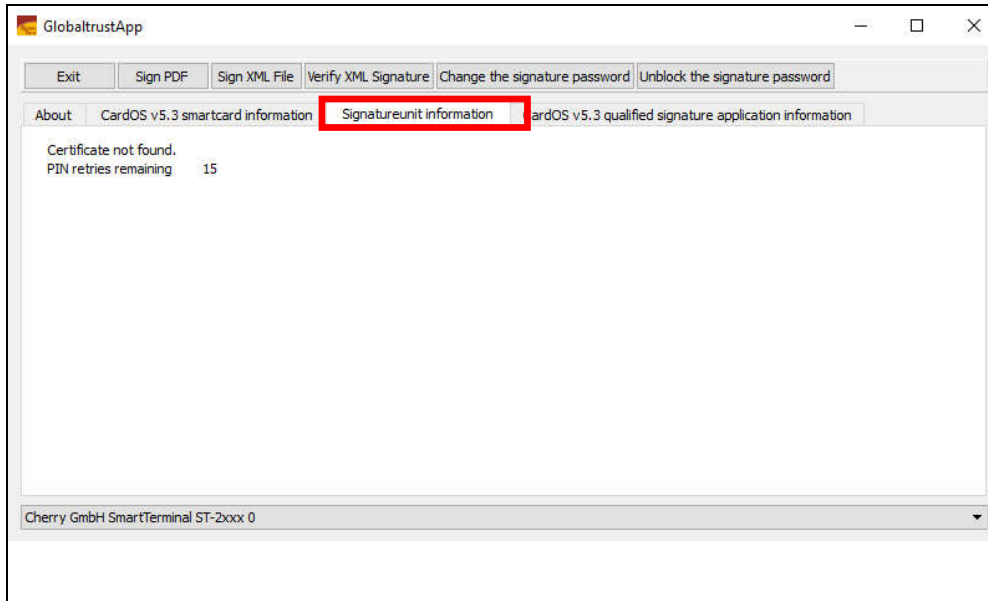 GlobaltrustApp
Exit Sign PDF Sign XML File Verify XML Signature Change the signature password Unblock the signature password
About CardOS v5.3 smartcard information Signatureunit information ardOS v5.3 qualified signature application information
Certificate not found.
PIN retries remaining 15
Cherry GmbH SmartTerminal ST-2xxx 0